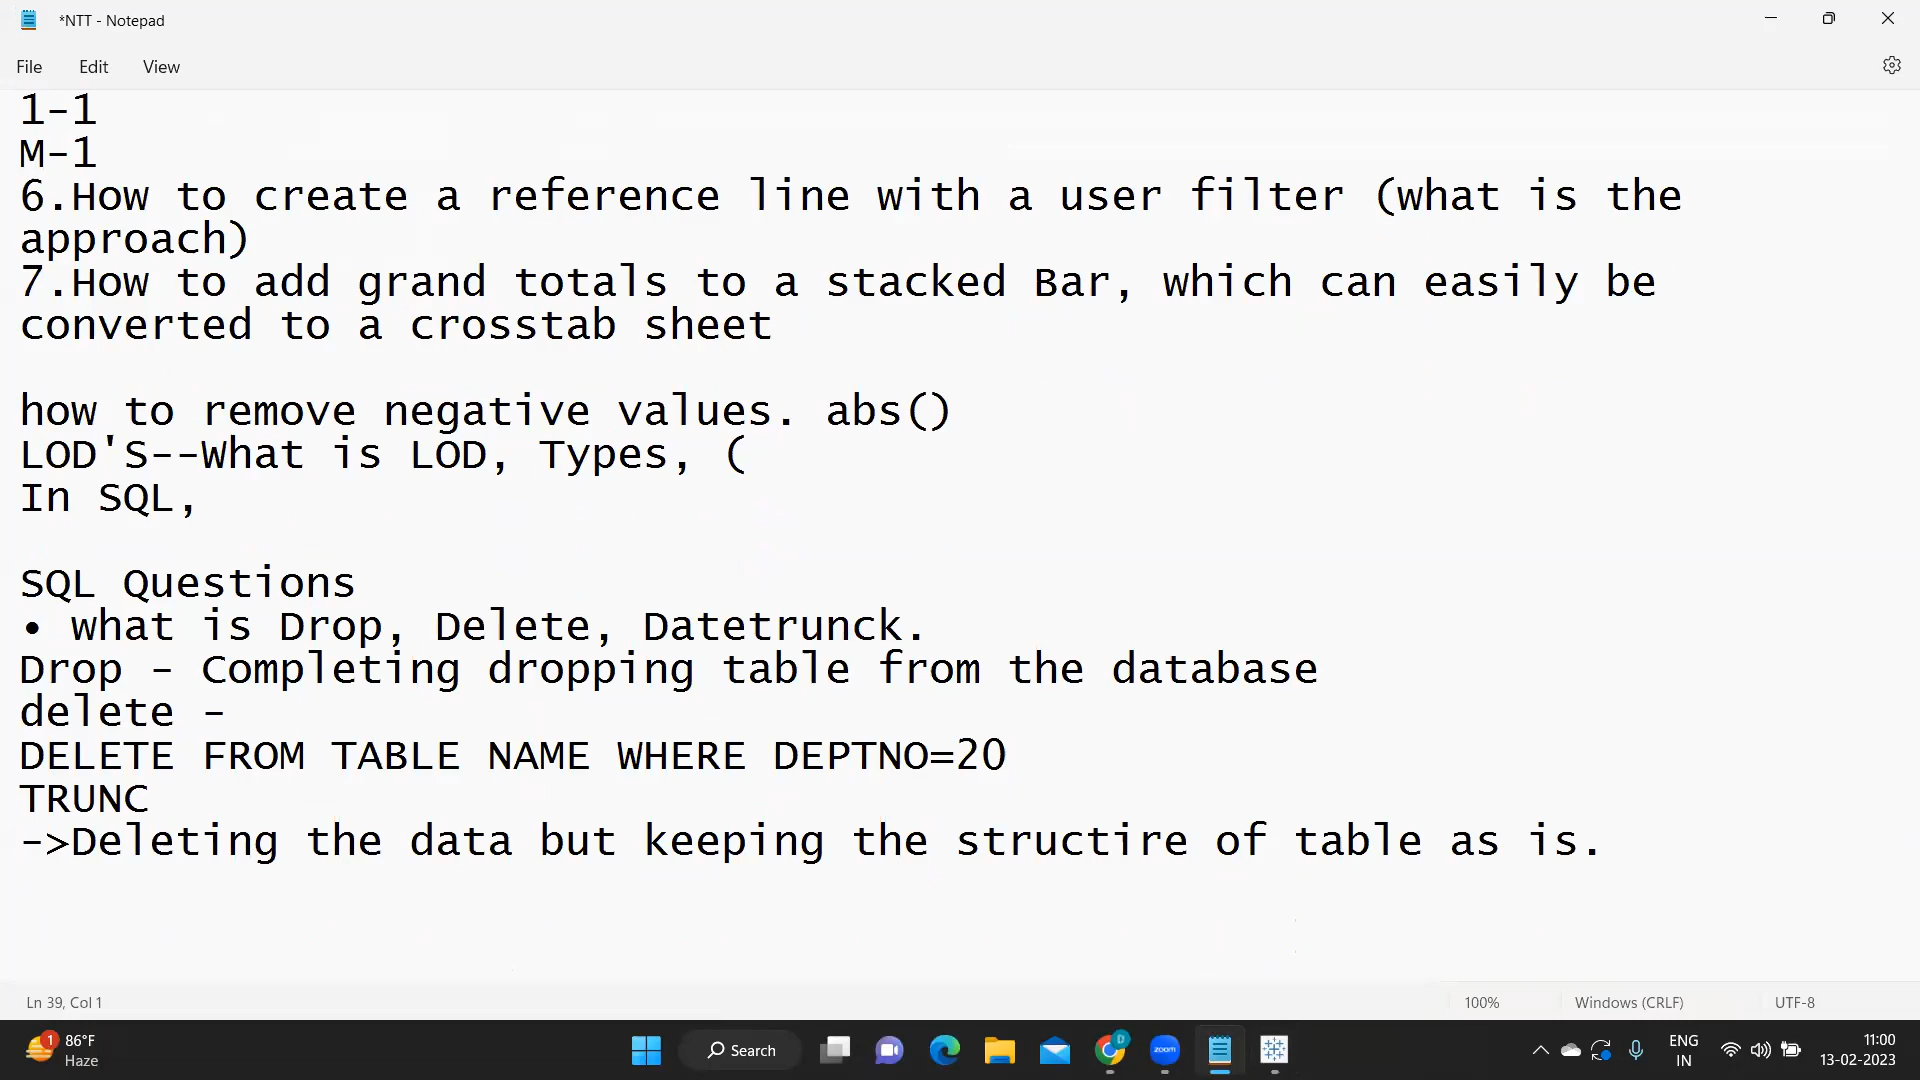 *NTT - Notepad
File Edit View
1-1
M-1
6.How to create a reference line with a user filter (what is the
approach)
7.How to add grand totals to a stacked Bar, which can easily be
converted to a crosstab sheet
how to remove negative values. abs()
LOD'S--What is LOD, Types, (
In SQL,
SQL Questions
• what is Drop, Delete, Datetrunck.
Drop - Completing dropping table from the database
delete -
DELETE FROM TABLE NAME WHERE DEPTNO=20
TRUNC
->Deleting the data but keeping the structire of table as is.
Ln 39, Col 1 100% Windows (CRLF) UTF-8
1 86°F
Haze
Search
D
zoom
ENG
IN
11:00
13-02-2023